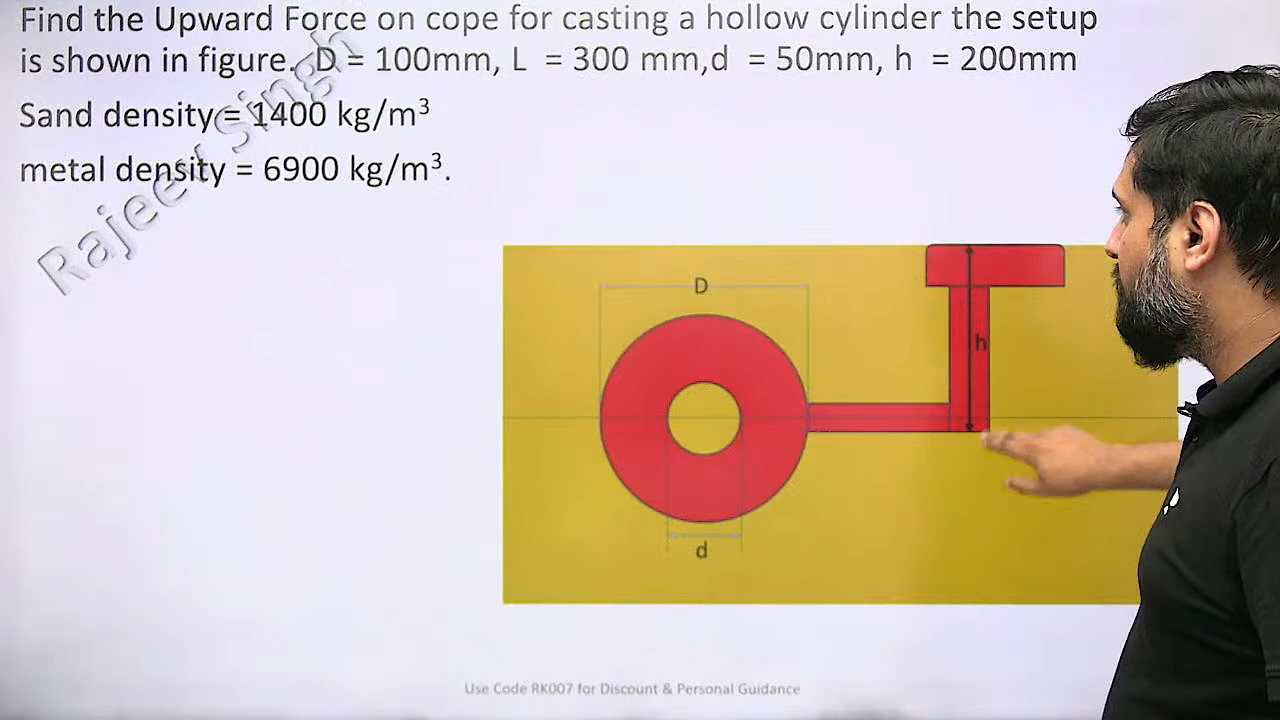 Find the Upward Force on cope for casting a hollow cylinder the setup
is shown in figure. D = 100mm, L = 300 mm,d = 50mm, h = 200mm
Sand density = 1400 kg/m³
metal density = 6900 kg/m³.
Rajeev Singh
D
h
d
Use Code RK007 for Discount & Personal Guidance